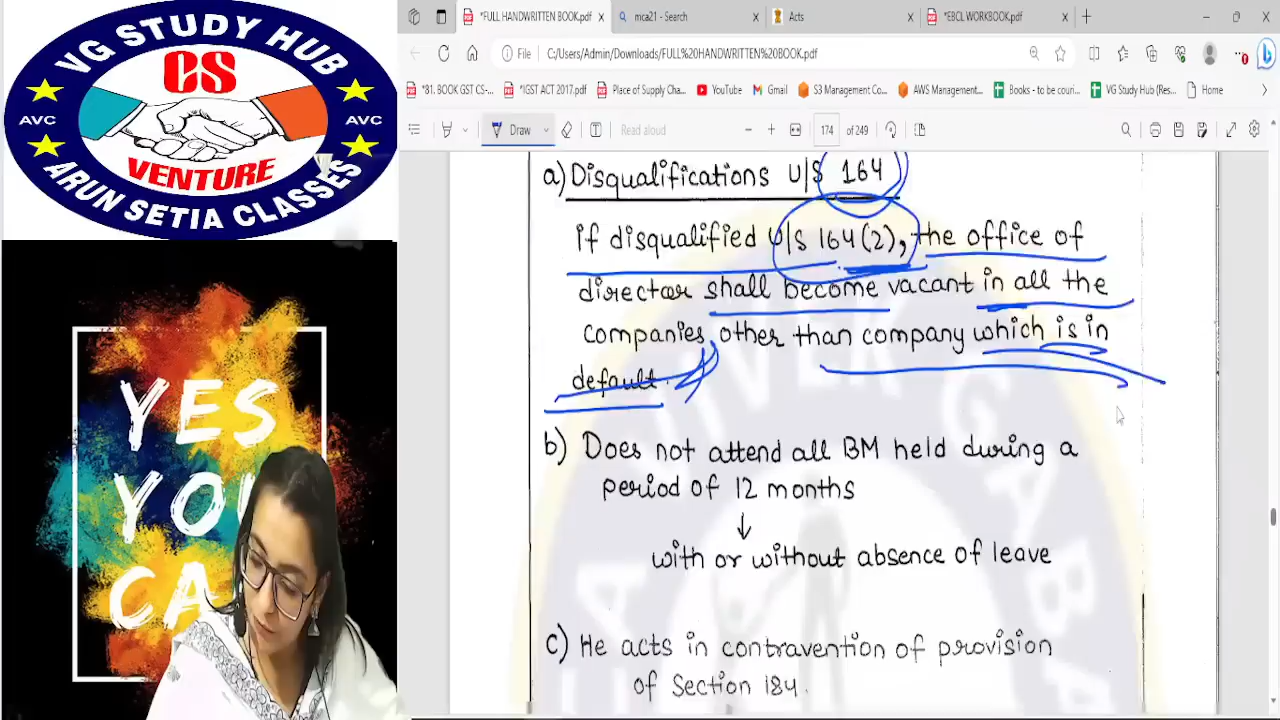 VG STUDY HUB
CS
AVC
AVC
VENTURE
ARUN SETIA CLASSES
YES
YOU
CA
*FULL HANDWRITTEN BOOK.pdf
mca21 - Search
Acts
*EBCL WORKBOOK.pdf
File
C:/Users/Admin/Downloads/FULL%20HANDWRITTEN%20BOOK.pdf
*81. BOOK GST CS-...
*IGST ACT 2017.pdf
Place of Supply Cha...
YouTube
Gmail
S3 Management Co...
AWS Management...
Books - to be Couri...
VG Study Hub (Res...
Home
Draw
Read aloud
174
of 249
a) Disqualifications U/S 164
If disqualified U/S 164(2), the office of
director shall become vacant in all the
companies, other than company which is in
default.
b) Does not attend all BM held during a
period of 12 months
↓
with or without absence of leave
c) He acts in contravention of provision
of Section 184.